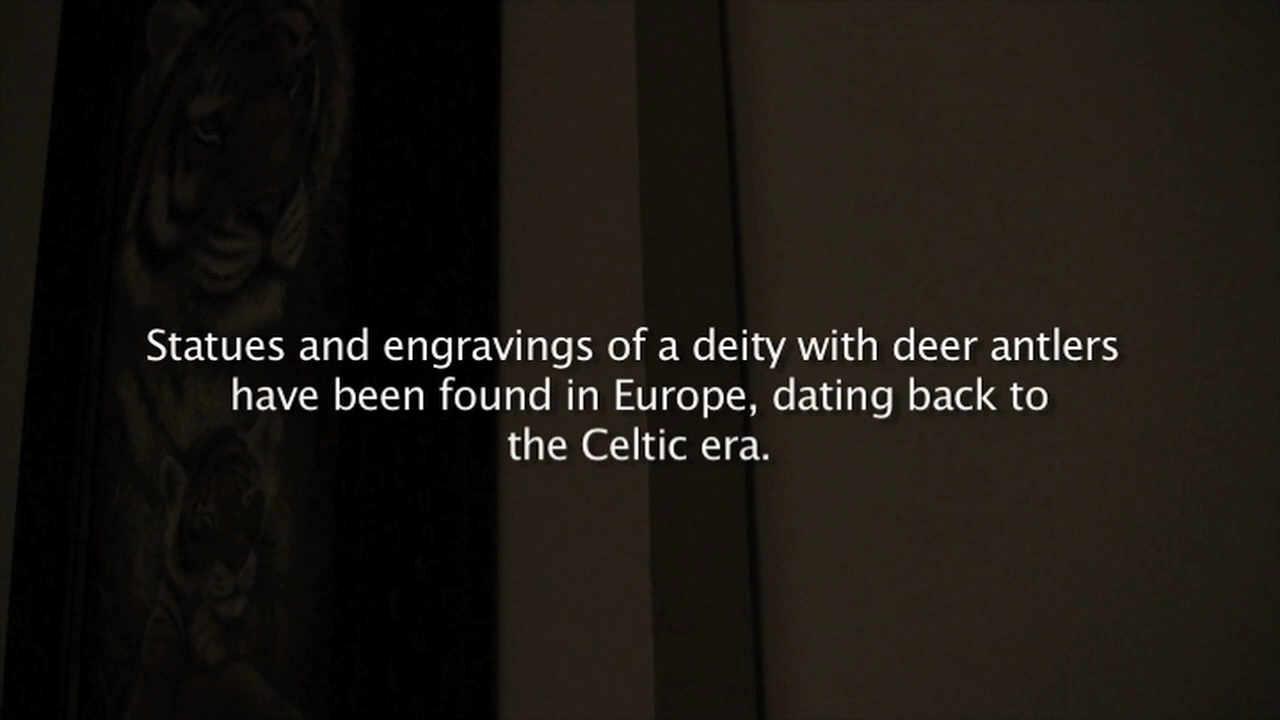 Statues and engravings of a deity with deer antlers
have been found in Europe, dating back to
the Celtic era.